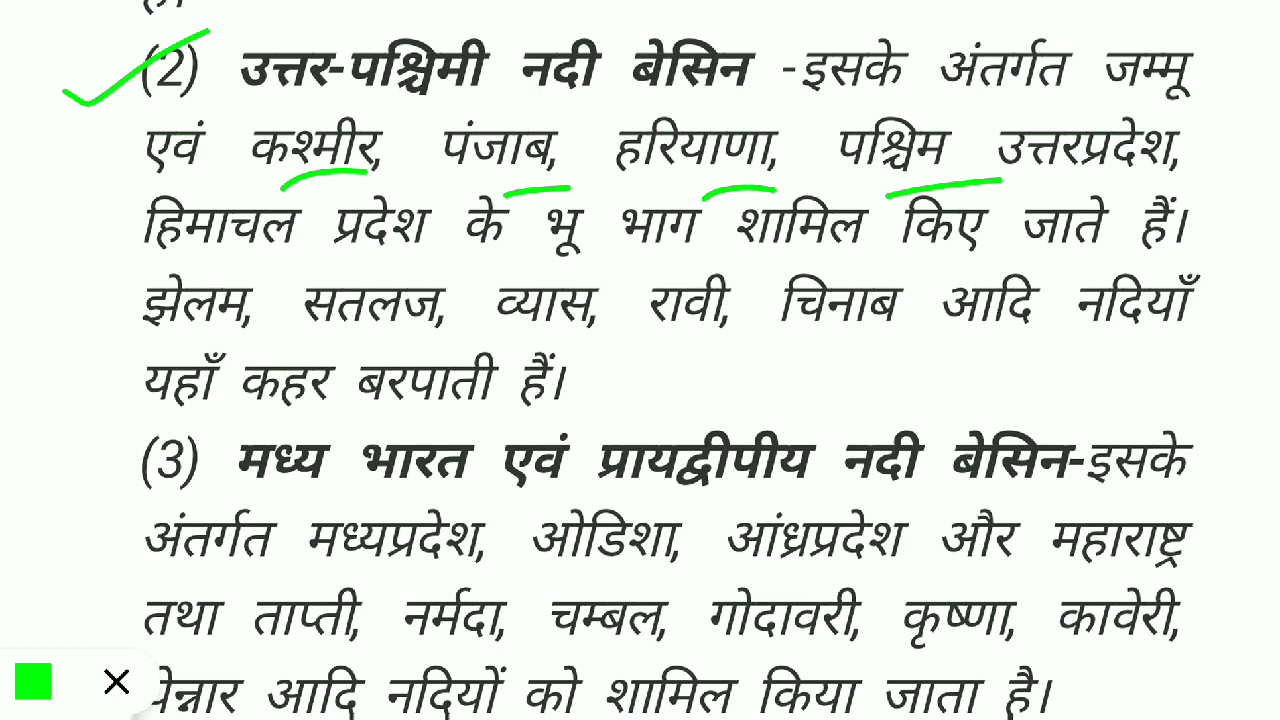 (2) उत्तर-पश्चिमी नदी बेसिन -इसके अंतर्गत जम्मू
एवं कश्मीर, पंजाब, हरियाणा, पश्चिम उत्तरप्रदेश,
हिमाचल प्रदेश के भू भाग शामिल किए जाते हैं।
झेलम, सतलज, व्यास, रावी, चिनाब आदि नदियाँ
यहाँ कहर बरपाती हैं।
(3) मध्य भारत एवं प्रायद्वीपीय नदी बेसिन-इसके
अंतर्गत मध्यप्रदेश, ओडिशा, आंध्रप्रदेश और महाराष्ट्र
तथा ताप्ती, नर्मदा, चम्बल, गोदावरी, कृष्णा, कावेरी,
पेन्नार आदि नदियों को शामिल किया जाता है।